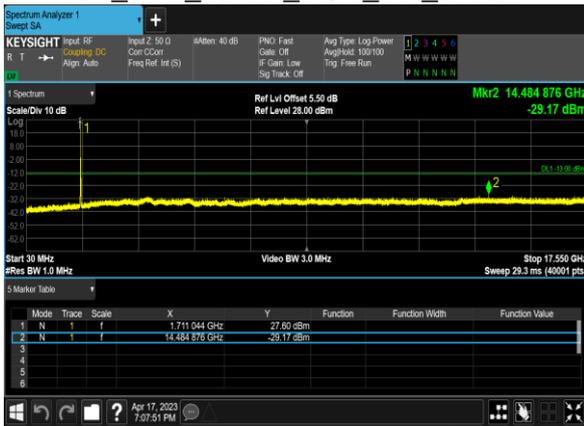 Spectrum Analyzer 1
Swept SA
+
KEYSIGHT Input: RF Input Z: 50 Ω #Atten: 40 dB PNO: Fast Avg Type: Log-Power 1 2 3 4 5 6
R T Coupling: DC Corr CCorr Gate: Off Avg|Hold: 100/100 M W W W W W
Align: Auto Freq Ref: Int (S) IF Gain: Low Trig: Free Run P N N N N N
Sig Track: Off
LV
1 Spectrum
Ref Lvl Offset 5.50 dB Mkr2 14.484 876 GHz
Scale/Div 10 dB Ref Level 28.00 dBm -29.17 dBm
Log
1
18.0
8.00
-2.00
DL1 -13.00 dBm
-12.0
2
-22.0
-32.0
-42.0
-52.0
-62.0
Start 30 MHz Video BW 3.0 MHz Stop 17.550 GHz
#Res BW 1.0 MHz Sweep 29.3 ms (40001 pts
5 Marker Table
Mode Trace Scale X Y Function Function Width Function Value
1 N 1 f 1.711 044 GHz 27.60 dBm
2 N 1 f 14.484 876 GHz -29.17 dBm
3
4
5
6
? Apr 17, 2023
7:07:51 PM